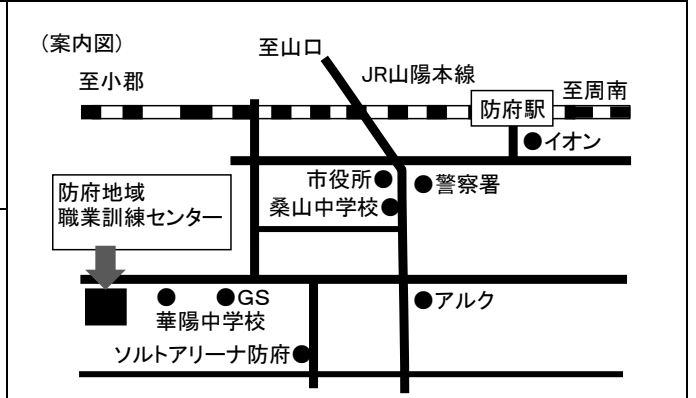 （案内図）
至山口
JR山陽本線
至小郡
至周南
防府駅
●イオン
市役所●
●警察署
桑山中学校●
防府地域
職業訓練センター
●GS
●アルク
華陽中学校
ソルトアリーナ防府●